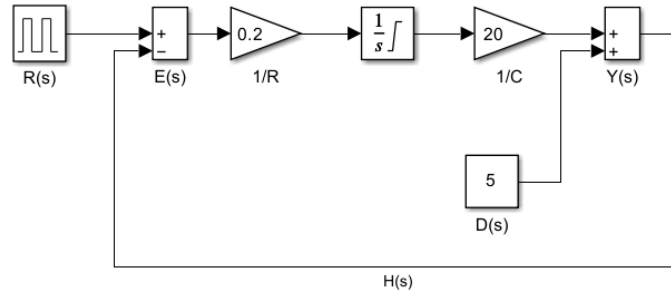 +
−
0.2
1
s
20
+
+
R(s)
E(s)
1/R
1/C
Y(s)
5
D(s)
H(s)